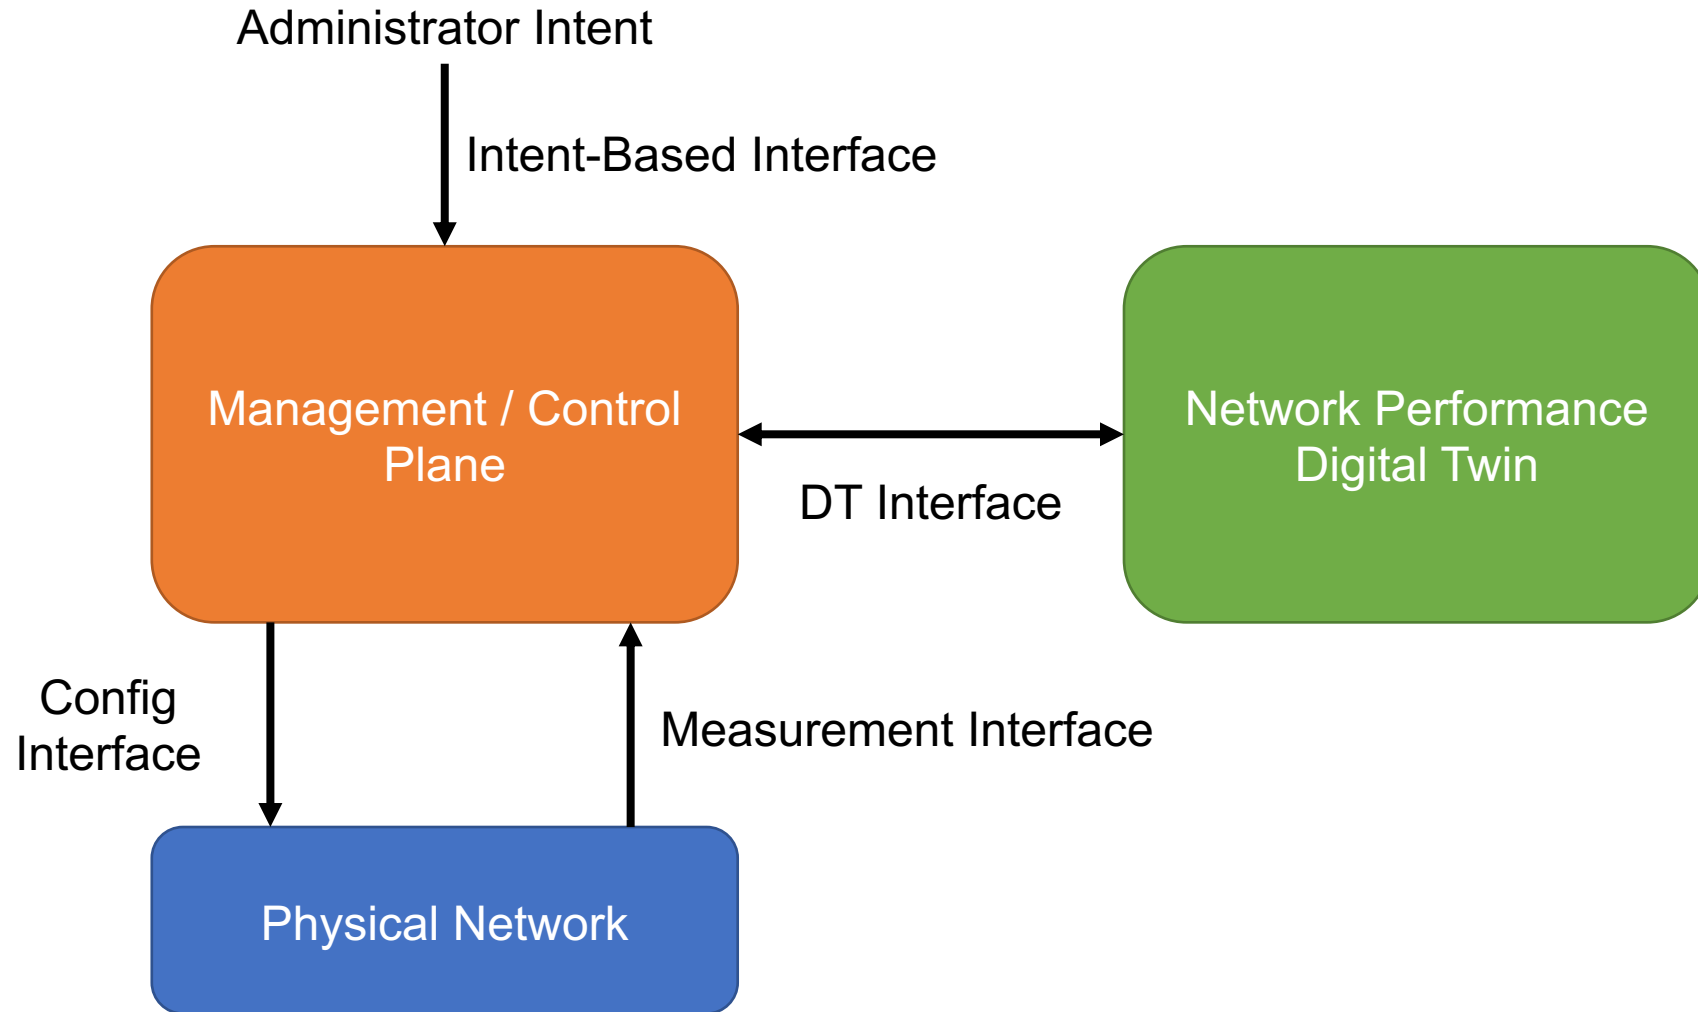 Administrator Intent
Intent-Based Interface
Management / Control
Plane
Network Performance
Digital Twin
DT Interface
Config
Interface
Measurement Interface
Physical Network